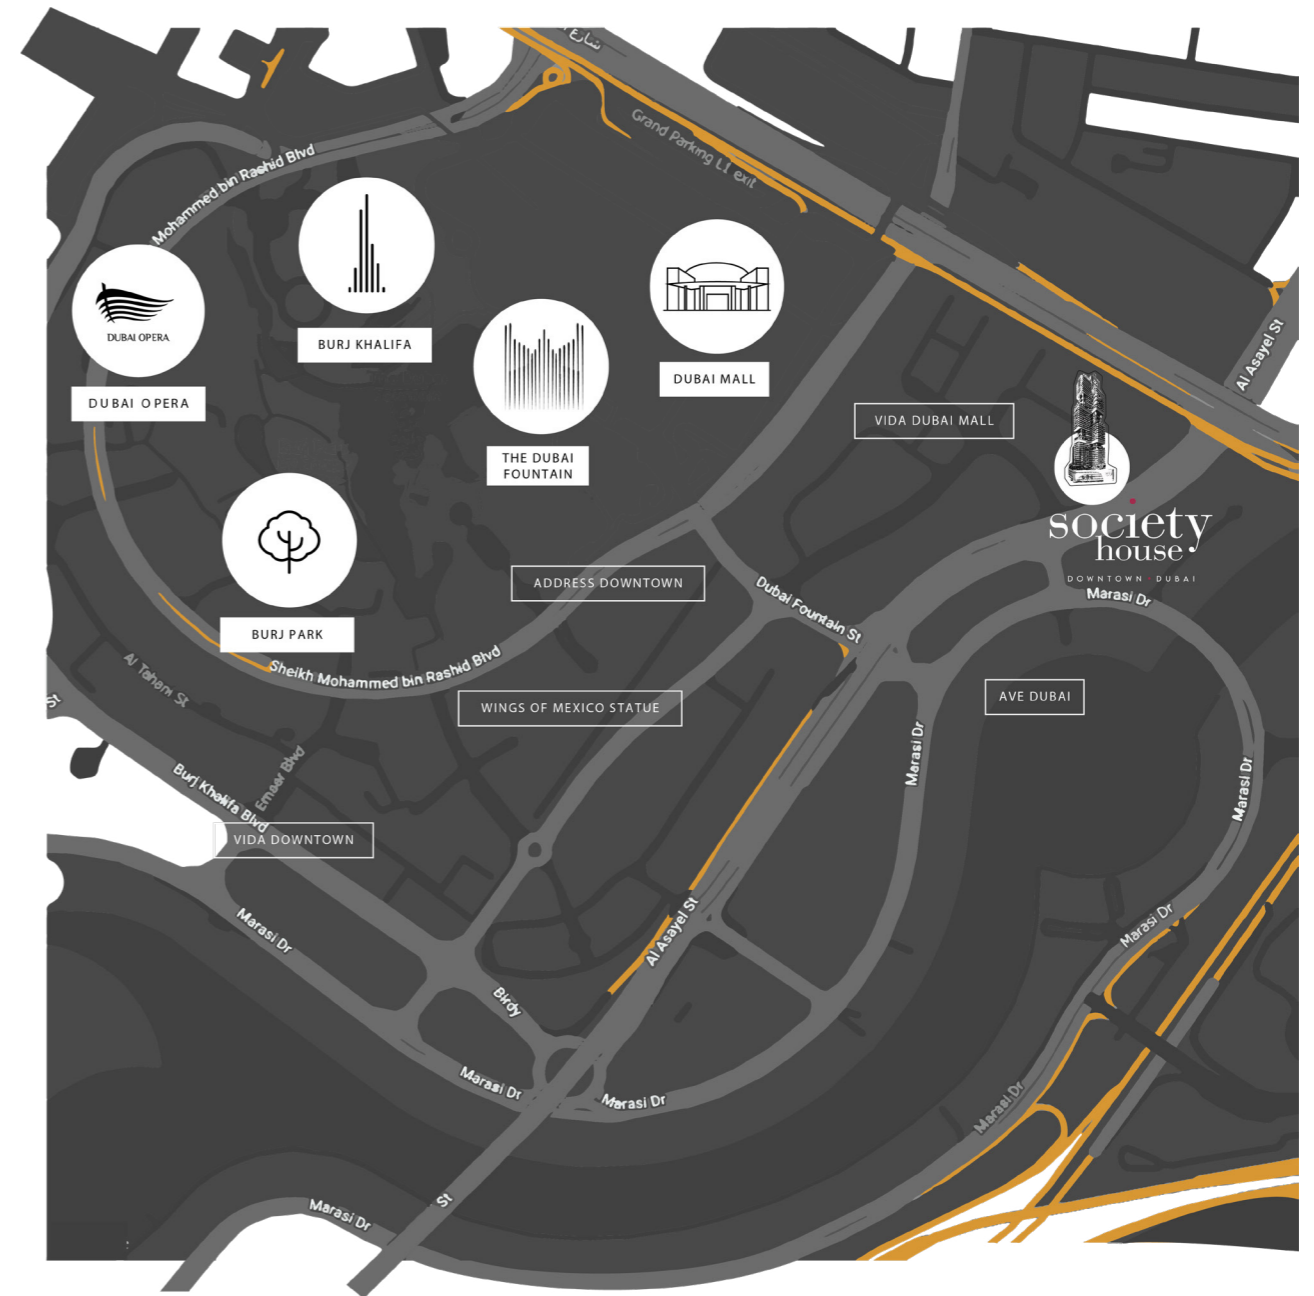 شارع
Grand Parking L1 exit
Mohammed bin Rashid Blvd
DUBAI OPERA
DUBAI OPERA
BURJ KHALIFA
THE DUBAI
FOUNTAIN
DUBAI MALL
VIDA DUBAI MALL
Al Asayel St
society
house
DOWNTOWN DUBAI
Marasi Dr
BURJ PARK
ADDRESS DOWNTOWN
Dubai Fountain St
Sheikh Mohammed bin Rashid Blvd
Al Tahami St
St
WINGS OF MEXICO STATUE
AVE DUBAI
Marasi Dr
Marasi Dr
Burj Khalifa Blvd
Emaar Blvd
VIDA DOWNTOWN
Marasi Dr
Al Asayel St
Marasi Dr
Blvd
Marasi Dr
Marasi Dr
Marasi Dr
Marasi Dr
St